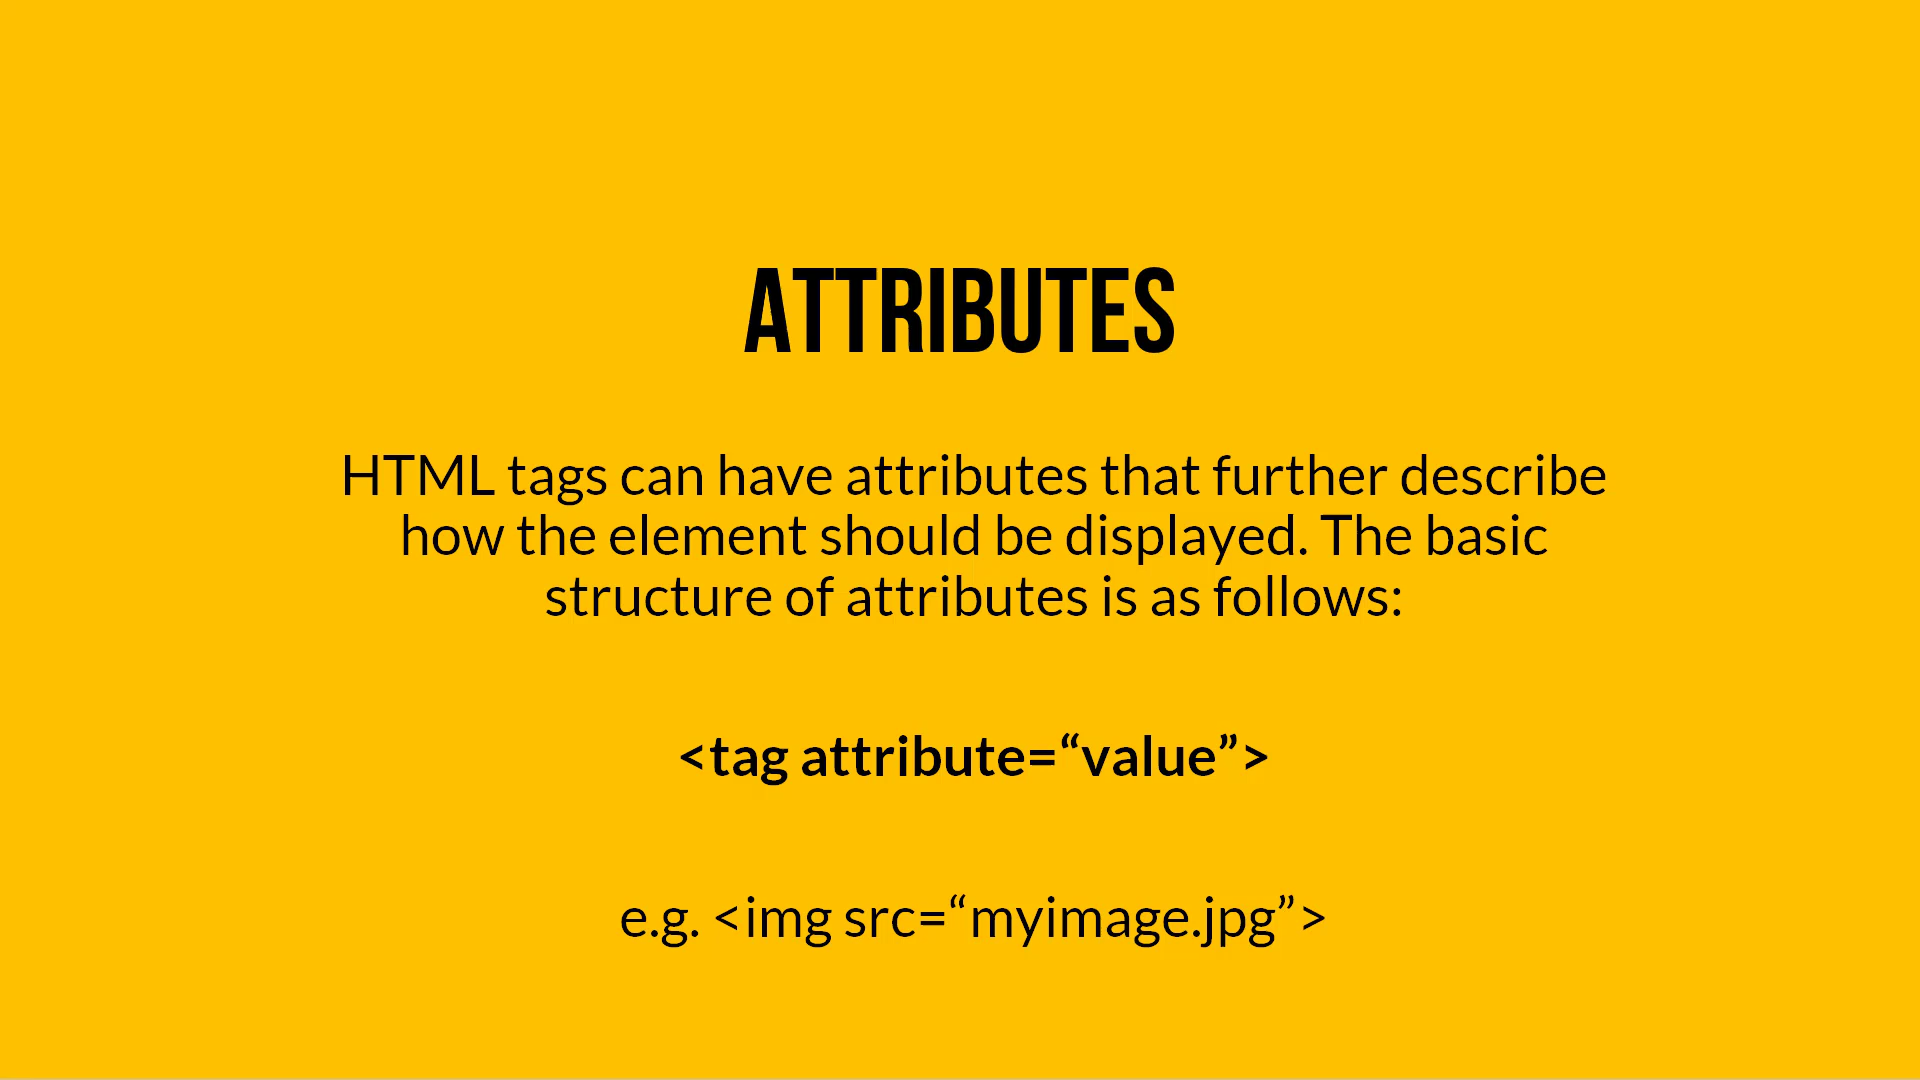 ATTRIBUTES
HTML tags can have attributes that further describe
how the element should be displayed. The basic
structure of attributes is as follows:
<tag attribute=“value”>
e.g. <img src=“myimage.jpg”>